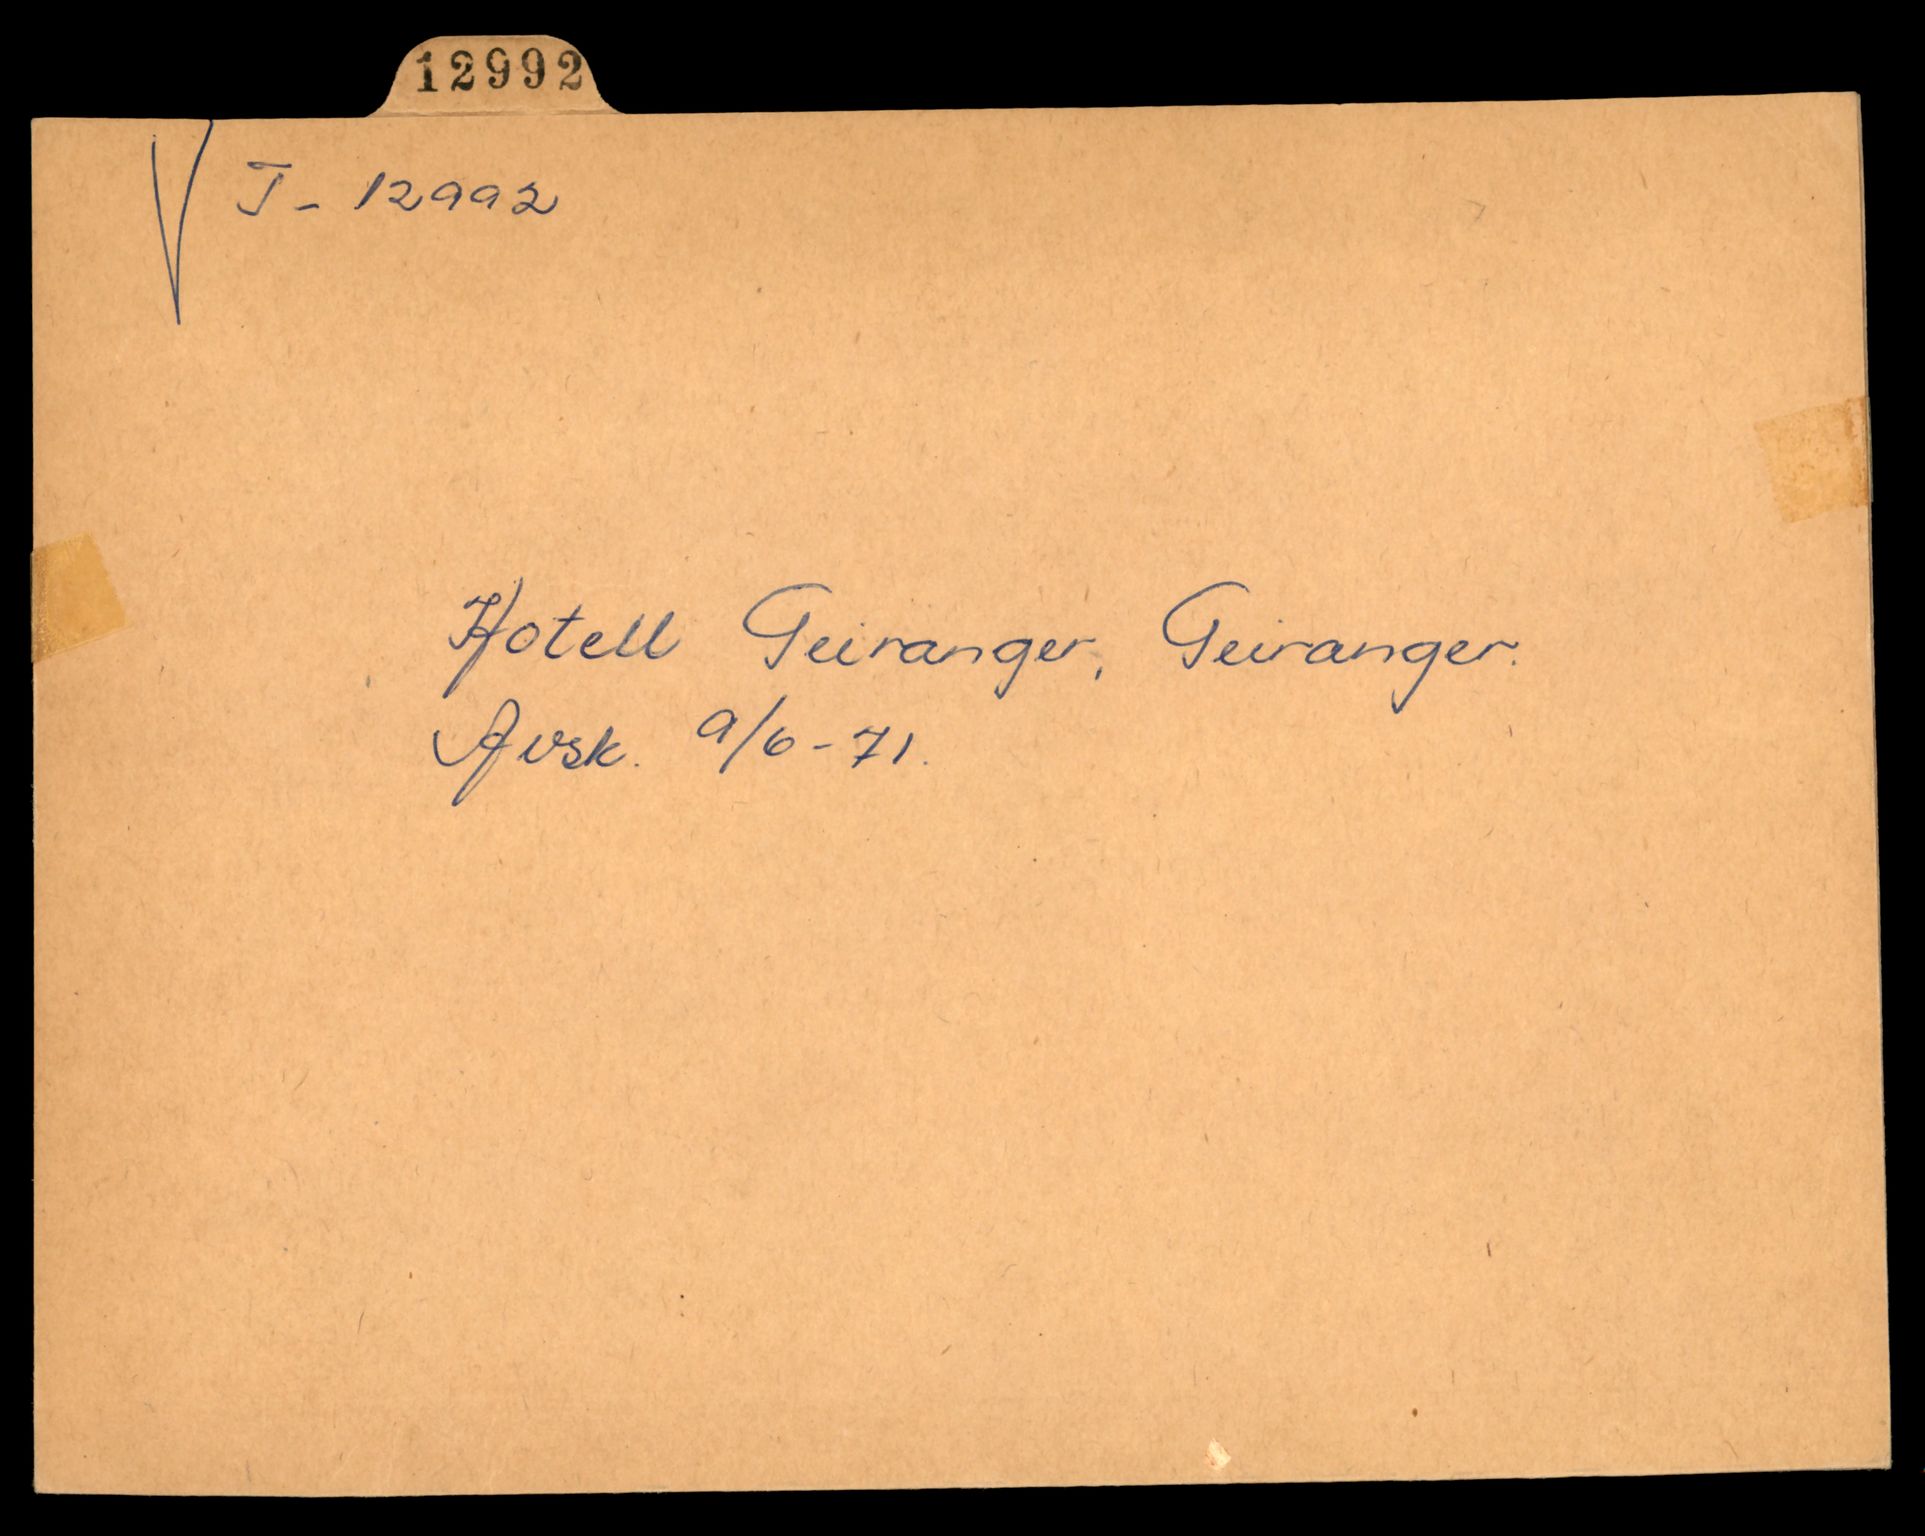 12992
T - 12992
Hotell Geiranger, Geiranger.
Avsk. 9/6-71.